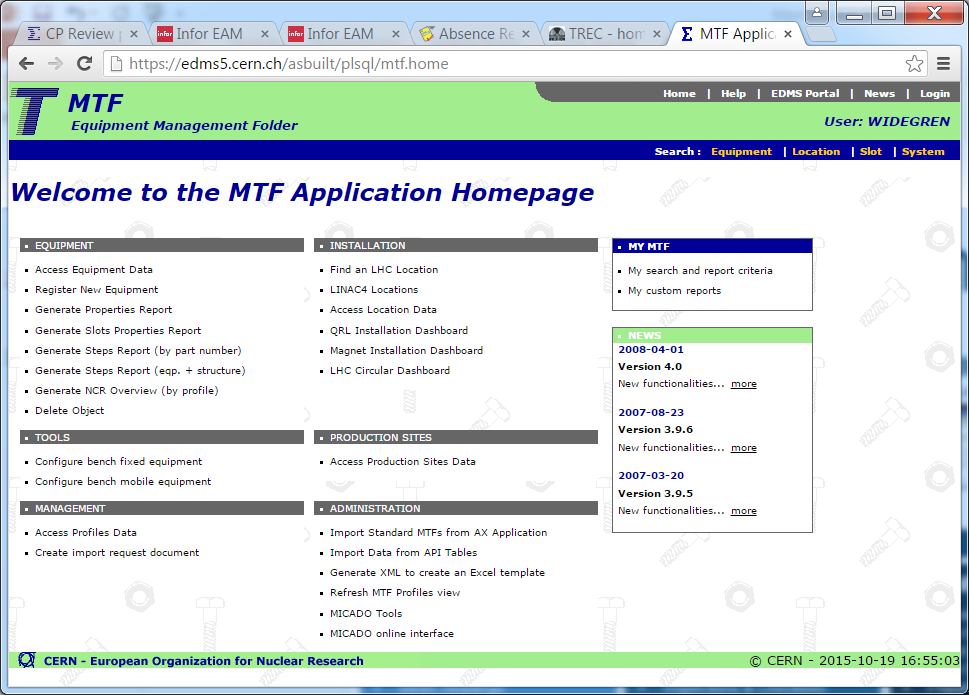 CP Review
Infor EAM
Infor EAM
Absence Re
TREC - hom
MTF Applic
https://edms5.cern.ch/asbuilt/plsql/mtf.home
MTF
Equipment Management Folder
Home | Help | EDMS Portal | News | Login
User: WIDEGREN
Search : Equipment | Location | Slot | System
Welcome to the MTF Application Homepage
EQUIPMENT
Access Equipment Data
Register New Equipment
Generate Properties Report
Generate Slots Properties Report
Generate Steps Report (by part number)
Generate Steps Report (eqp. + structure)
Generate NCR Overview (by profile)
Delete Object
TOOLS
Configure bench fixed equipment
Configure bench mobile equipment
MANAGEMENT
Access Profiles Data
Create import request document
INSTALLATION
Find an LHC Location
LINAC4 Locations
Access Location Data
QRL Installation Dashboard
Magnet Installation Dashboard
LHC Circular Dashboard
PRODUCTION SITES
Access Production Sites Data
ADMINISTRATION
Import Standard MTFs from AX Application
Import Data from API Tables
Generate XML to create an Excel template
Refresh MTF Profiles view
MICADO Tools
MICADO online interface
MY MTF
My search and report criteria
My custom reports
NEWS
2008-04-01
Version 4.0
New functionalities... more
2007-08-23
Version 3.9.6
New functionalities... more
2007-03-20
Version 3.9.5
New functionalities... more
CERN - European Organization for Nuclear Research
© CERN - 2015-10-19 16:55:03